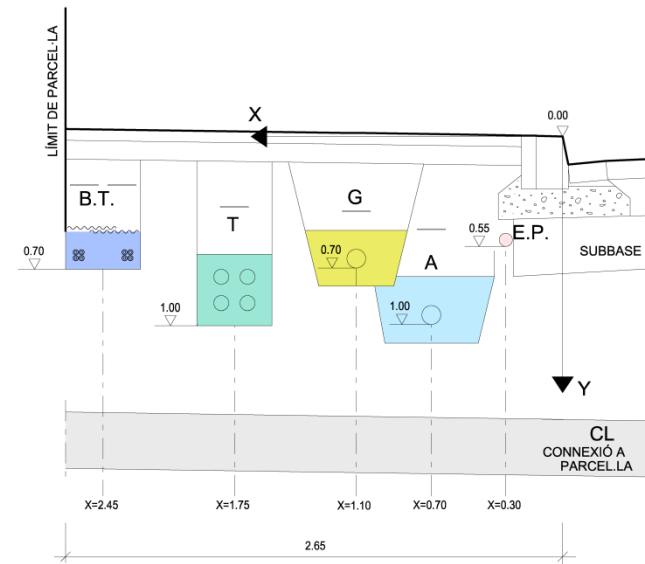 LÍMIT DE PARCEL·LA
X
0.00
B.T.
T
G
A
0.55
E.P.
SUBBASE
0.70
0.70
1.00
1.00
Y
CL
CONNEXIÓ A
PARCEL.LA
X=2.45
X=1.75
X=1.10
X=0.70
X=0.30
2.65